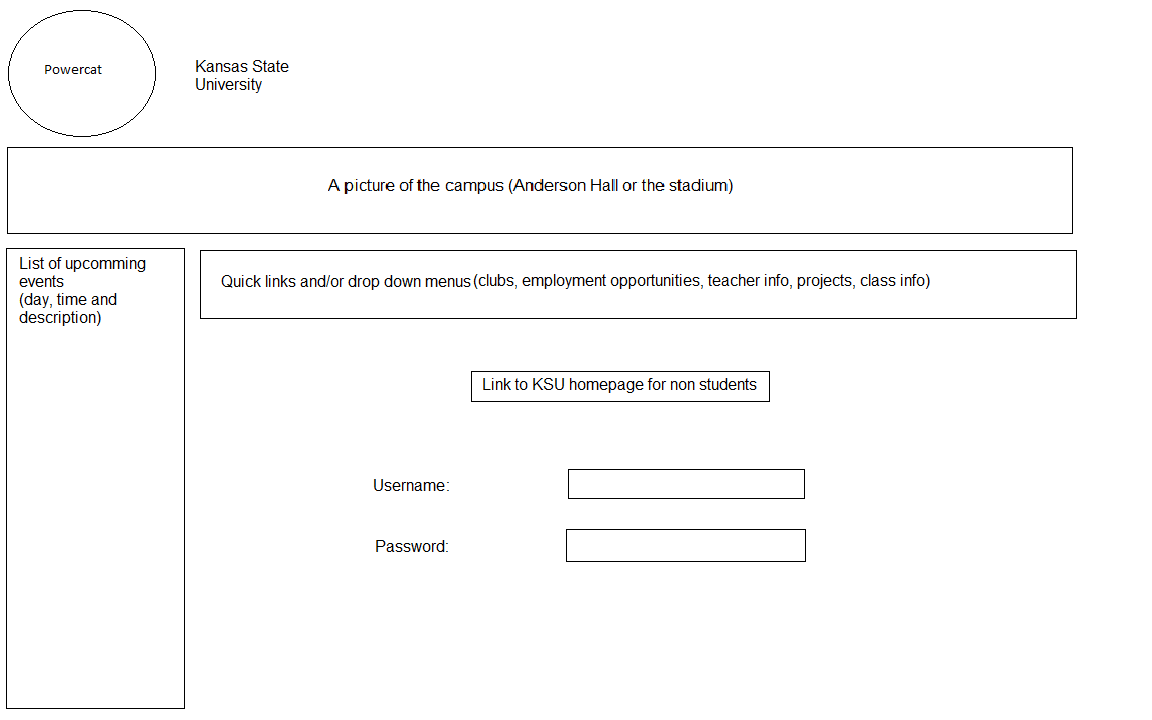 Powercat
Kansas State
University
A picture of the campus (Anderson Hall or the stadium)
List of upcomming
events
(day, time and
description)
Quick links and/or drop down menus (clubs, employment opportunities, teacher info, projects, class info)
Link to KSU homepage for non students
Username:
Password: